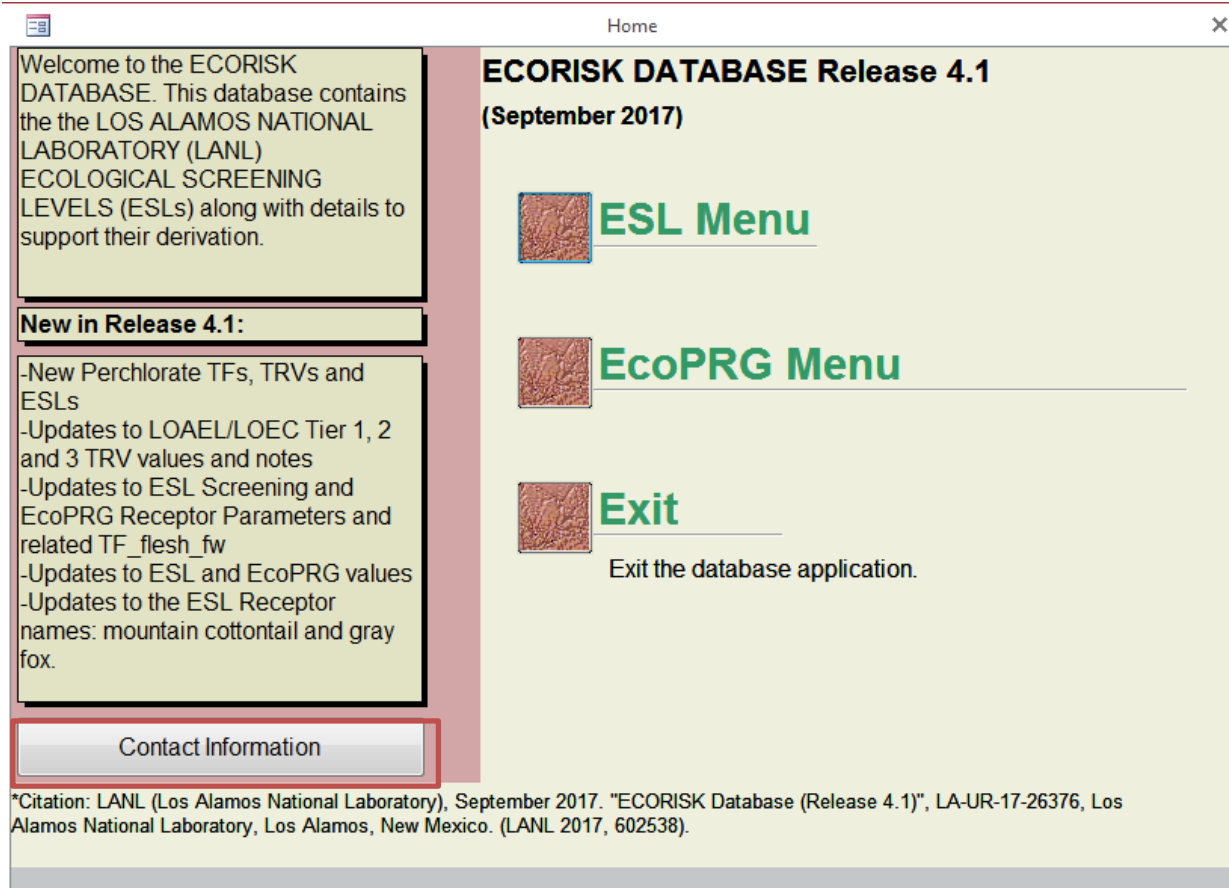 Home
Welcome to the ECORISK
DATABASE. This database contains
the the LOS ALAMOS NATIONAL
LABORATORY (LANL)
ECOLOGICAL SCREENING
LEVELS (ESLs) along with details to
support their derivation.
New in Release 4.1:
-New Perchlorate TFs, TRVs and
ESLs
-Updates to LOAEL/LOEC Tier 1, 2
and 3 TRV values and notes
-Updates to ESL Screening and
EcoPRG Receptor Parameters and
related TF_flesh_fw
-Updates to ESL and EcoPRG values
-Updates to the ESL Receptor
names: mountain cottontail and gray
fox.
Contact Information
ECORISK DATABASE Release 4.1
(September 2017)
ESL Menu
EcoPRG Menu
Exit
Exit the database application.
*Citation: LANL (Los Alamos National Laboratory), September 2017. "ECORISK Database (Release 4.1)", LA-UR-17-26376, Los
Alamos National Laboratory, Los Alamos, New Mexico. (LANL 2017, 602538).